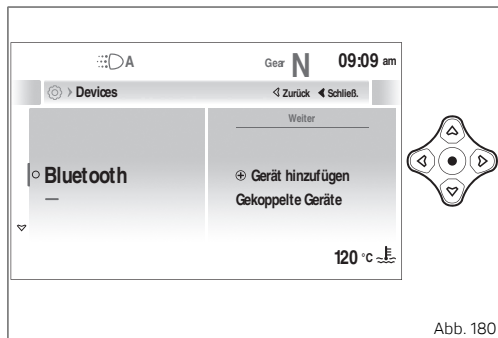 A Gear N 09:09 am
Devices Zurück Schließ.
Weiter
Bluetooth
Gerät hinzufügen
Gekoppelte Geräte
120 °C
Abb. 180